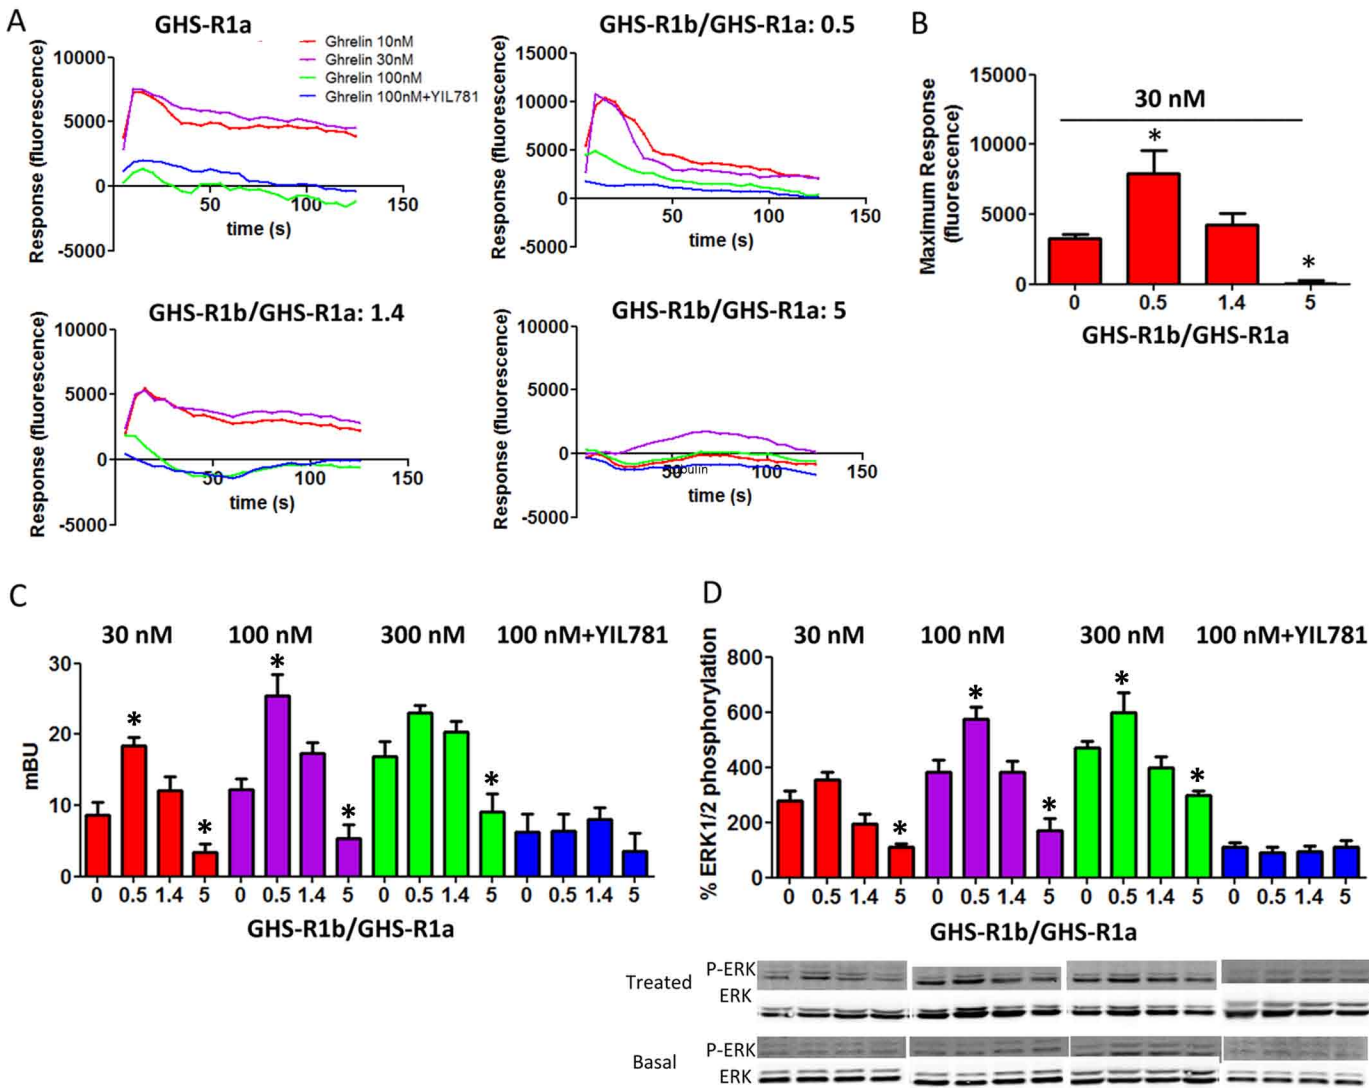 A
GHS-R1a
Ghrelin 10nM
Ghrelin 30nM
Ghrelin 100nM
Ghrelin 100nM+YIL781
Response (fluorescence)
10000
5000
0
-5000
50
100
150
time (s)
GHS-R1b/GHS-R1a: 0.5
Response (fluorescence)
15000
10000
5000
0
-5000
50
100
150
time (s)
B
Maximum Response
(fluorescence)
15000
10000
5000
0
30 nM
*
*
0 0.5 1.4 5
GHS-R1b/GHS-R1a
GHS-R1b/GHS-R1a: 1.4
Response (fluorescence)
10000
5000
0
-5000
50
100
150
time (s)
GHS-R1b/GHS-R1a: 5
Response (fluorescence)
10000
5000
0
-5000
50
100
150
time (s)
C
30 nM 100 nM 300 nM 100 nM+YIL781
mBU
30
20
10
0
* * * * *
0 0.5 1.4 5 0 0.5 1.4 5 0 0.5 1.4 5 0 0.5 1.4 5
GHS-R1b/GHS-R1a
D
30 nM 100 nM 300 nM 100 nM+YIL781
% ERK1/2 phosphorylation
800
600
400
200
0
* * * * *
0 0.5 1.4 5 0 0.5 1.4 5 0 0.5 1.4 5 0 0.5 1.4 5
GHS-R1b/GHS-R1a
Treated
P-ERK
ERK
Basal
P-ERK
ERK